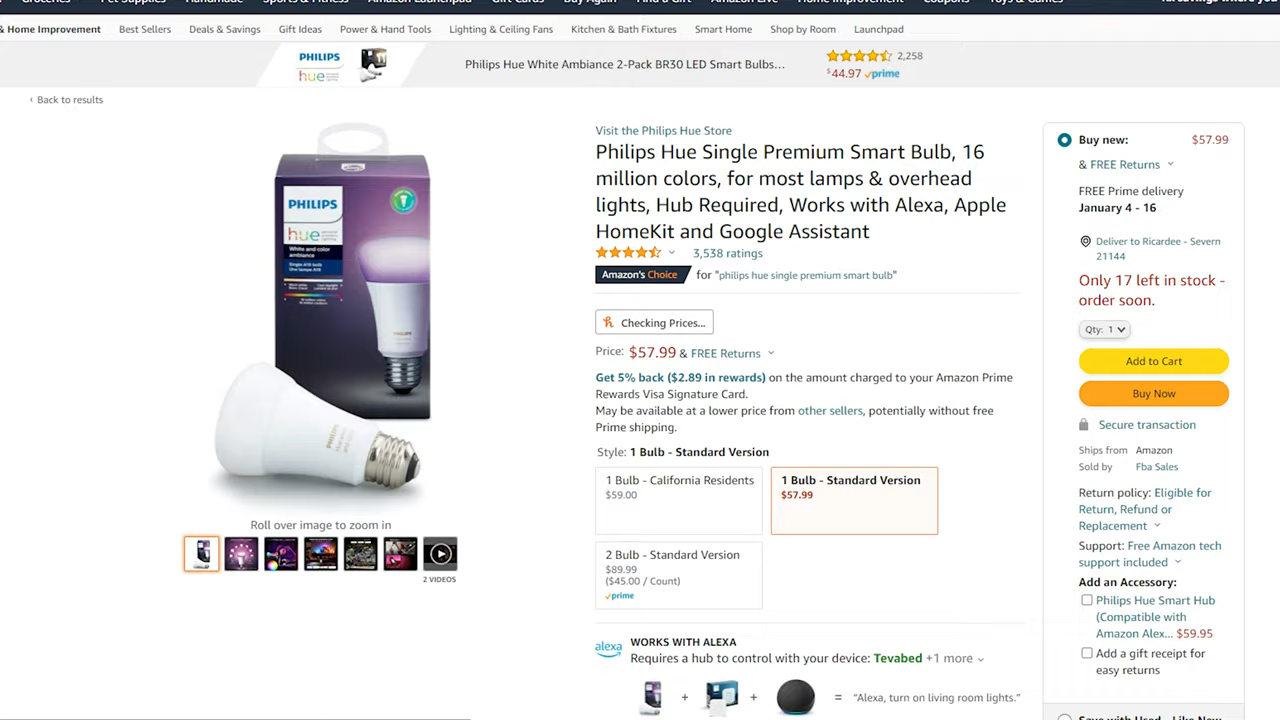 & Home Improvement Best Sellers Deals & Savings Gift Ideas Power & Hand Tools Lighting & Ceiling Fans Kitchen & Bath Fixtures Smart Home Shop by Room Launchpad
PHILIPS
hue
Philips Hue White Ambiance 2-Pack BR30 LED Smart Bulbs…
2,258
$44.97 prime
‹ Back to results
PHILIPS
hue
White and color
ambiance
Visit the Philips Hue Store
Philips Hue Single Premium Smart Bulb, 16
million colors, for most lamps & overhead
lights, Hub Required, Works with Alexa, Apple
HomeKit and Google Assistant
3,538 ratings
Amazon's Choice for "philips hue single premium smart bulb"
Checking Prices...
Price: $57.99 & FREE Returns
Get 5% back ($2.89 in rewards) on the amount charged to your Amazon Prime
Rewards Visa Signature Card.
May be available at a lower price from other sellers, potentially without free
Prime shipping.
Style: 1 Bulb - Standard Version
1 Bulb - California Residents
$59.00
1 Bulb - Standard Version
$57.99
2 Bulb - Standard Version
$89.99
($45.00 / Count)
prime
Roll over image to zoom in
2 VIDEOS
alexa
WORKS WITH ALEXA
Requires a hub to control with your device: Tevabed +1 more
+ + = "Alexa, turn on living room lights."
Buy new: $57.99
& FREE Returns
FREE Prime delivery
January 4 - 16
Deliver to Ricardee - Severn
21144
Only 17 left in stock -
order soon.
Qty: 1
Add to Cart
Buy Now
Secure transaction
Ships from Amazon
Sold by Fba Sales
Return policy: Eligible for
Return, Refund or
Replacement
Support: Free Amazon tech
support included
Add an Accessory:
Philips Hue Smart Hub
(Compatible with
Amazon Alex... $59.95
Add a gift receipt for
easy returns